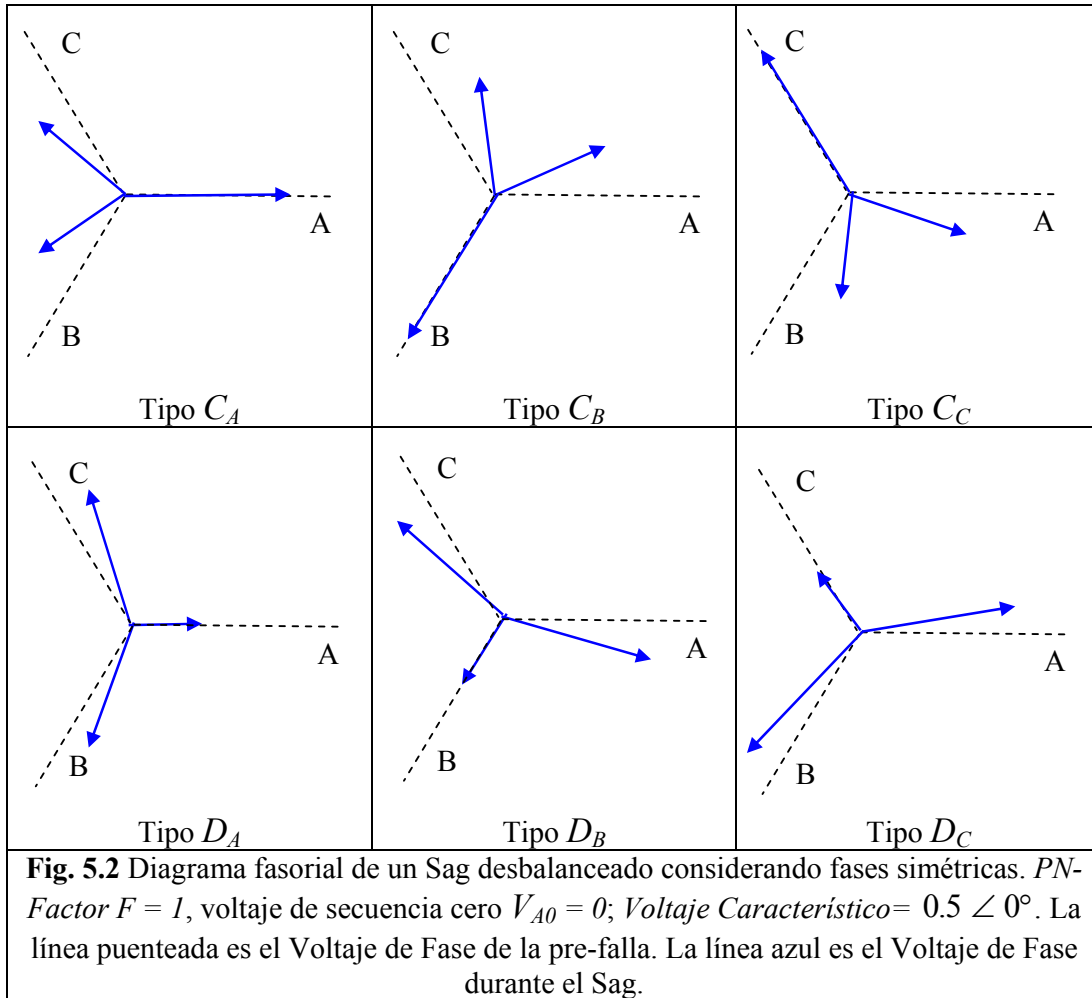 C
A
B
Tipo C_A
C
A
B
Tipo C_B
C
A
B
Tipo C_C
C
A
B
Tipo D_A
C
A
B
Tipo D_B
C
A
B
Tipo D_C
Fig. 5.2 Diagrama fasorial de un Sag desbalanceado considerando fases simétricas. PN-
Factor F = 1, voltaje de secuencia cero V_{A0} = 0; Voltaje Característico= 0.5 ∠ 0°. La
línea puenteada es el Voltaje de Fase de la pre-falla. La línea azul es el Voltaje de Fase
durante el Sag.